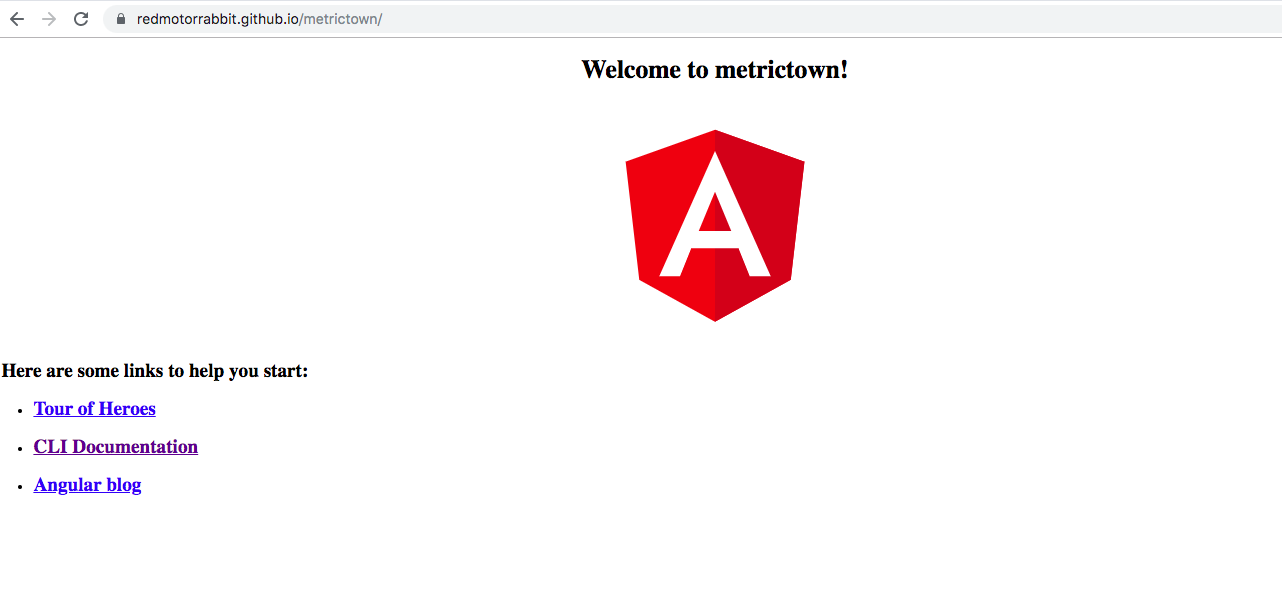 redmotorrabbit.github.io/metrictown/
Welcome to metrictown!
A
Here are some links to help you start:
Tour of Heroes
CLI Documentation
Angular blog